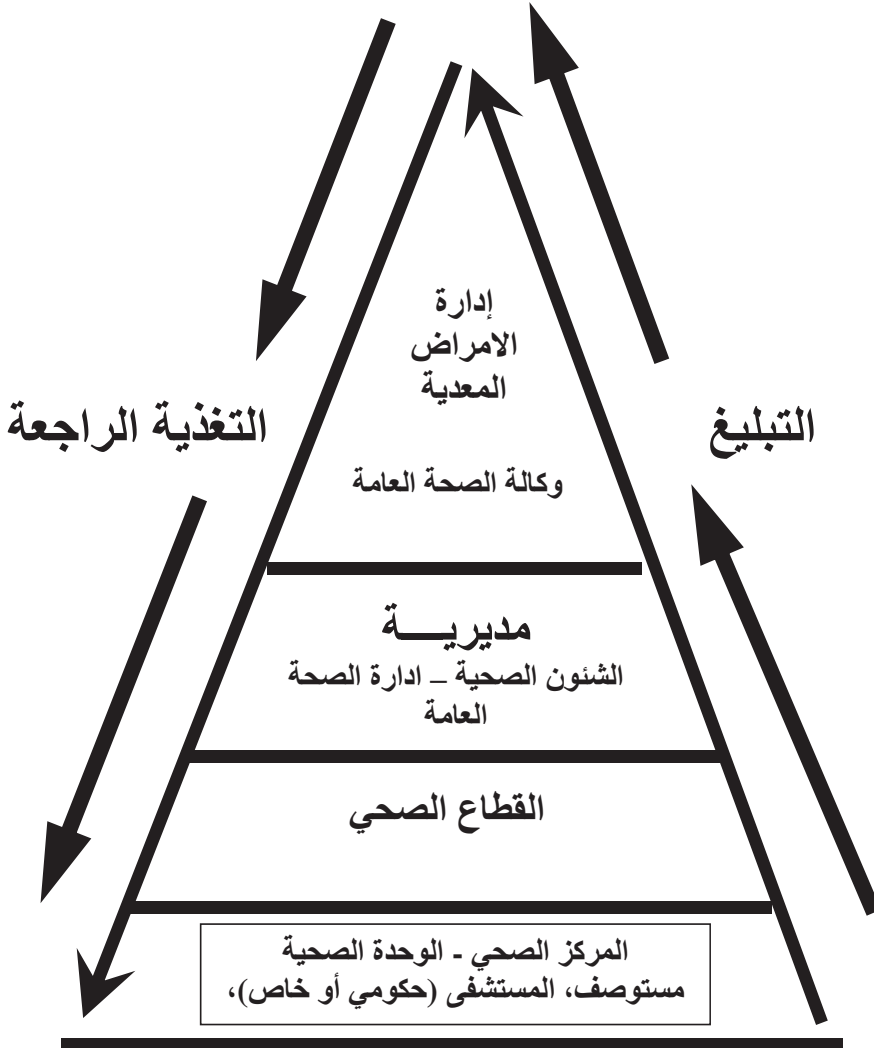 إدارة
الامراض
المعدية
التبليغ
التغذية الراجعة
وكالة الصحة العامة
مديريـــة
الشئون الصحية – ادارة الصحة
العامة
القطاع الصحي
المركز الصحي - الوحدة الصحية
مستوصف، المستشفى (حكومي أو خاص)،